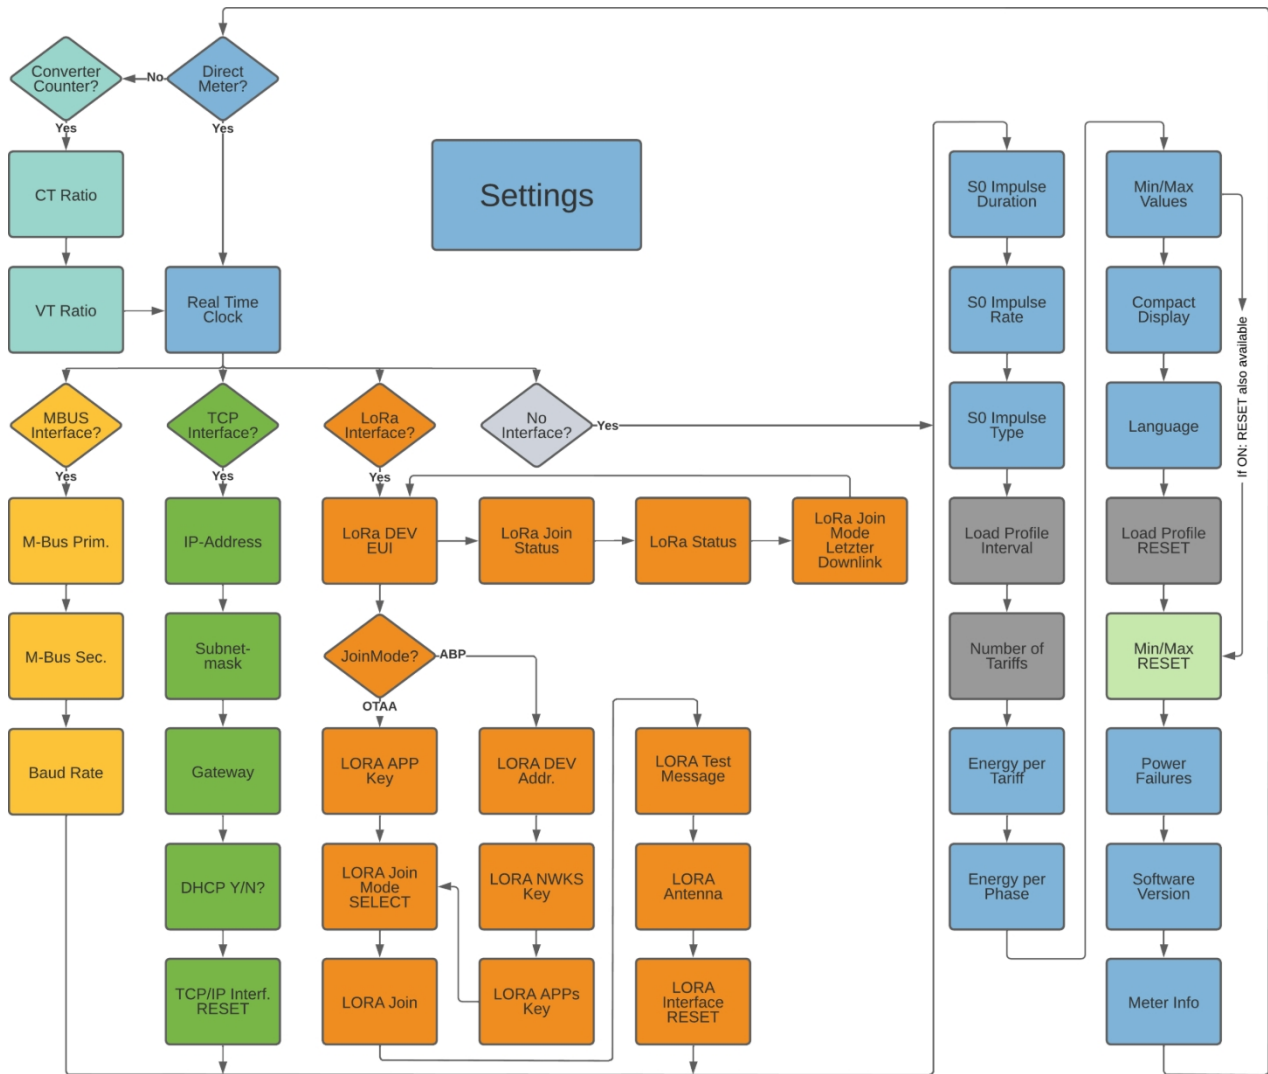 Converter
Counter?
No
Direct
Meter?
Yes
Yes
CT Ratio
VT Ratio
Real Time
Clock
Settings
MBUS
Interface?
Yes
TCP
Interface?
Yes
LoRa
Interface?
Yes
No
Interface?
Yes
M-Bus Prim.
M-Bus Sec.
Baud Rate
IP-Address
Subnet-
mask
Gateway
DHCP Y/N?
TCP/IP Interf.
RESET
LoRa DEV
EUI
LoRa Join
Status
LoRa Status
LoRa Join
Mode
Letzter
Downlink
JoinMode?
ABP
OTAA
LORA APP
Key
LORA Join
Mode
SELECT
LORA Join
LORA DEV
Addr.
LORA NWKS
Key
LORA APPs
Key
LORA Test
Message
LORA
Antenna
LORA
Interface
RESET
S0 Impulse
Duration
S0 Impulse
Rate
S0 Impulse
Type
Load Profile
Interval
Number of
Tariffs
Energy per
Tariff
Energy per
Phase
Min/Max
Values
Compact
Display
Language
Load Profile
RESET
Min/Max
RESET
Power
Failures
Software
Version
Meter Info
If ON: RESET also available